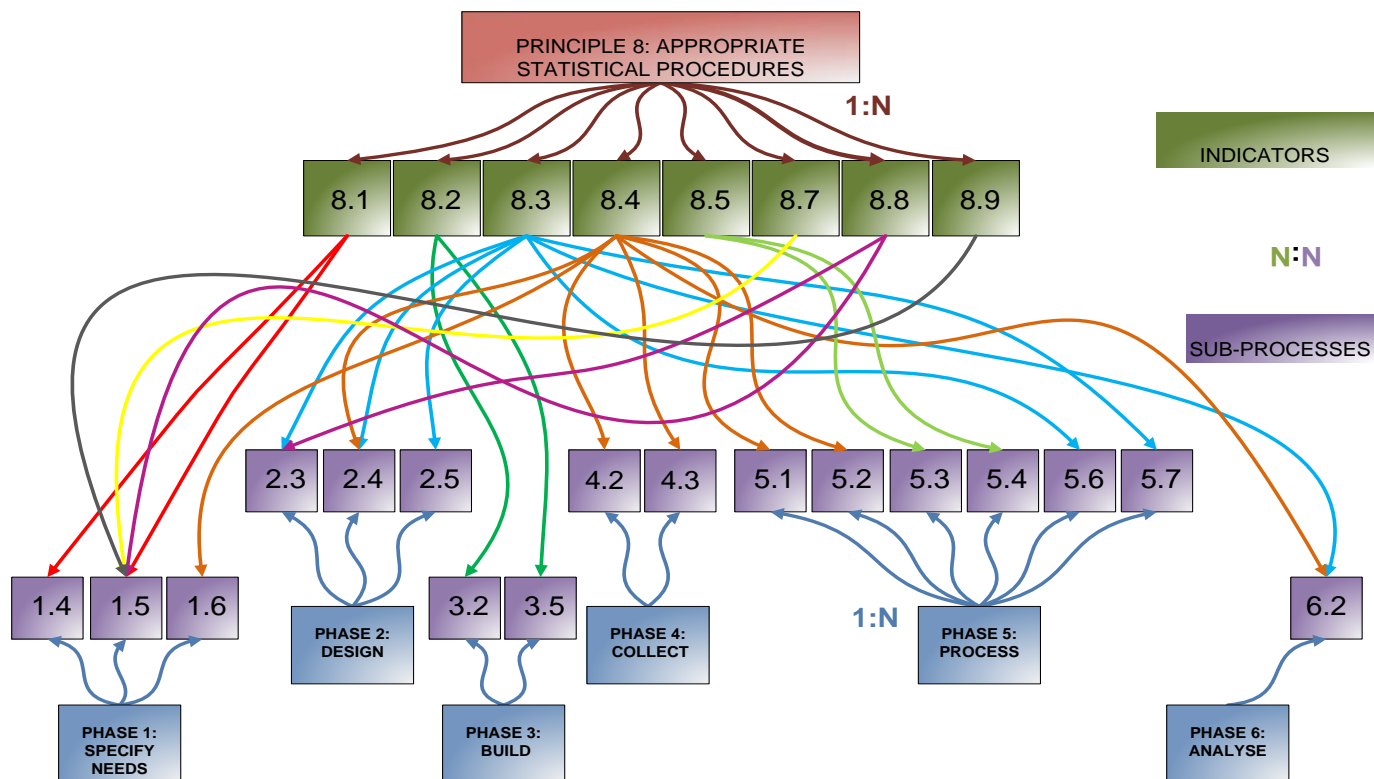 PRINCIPLE 8: APPROPRIATE
STATISTICAL PROCEDURES
1:N
INDICATORS
8.1
8.2
8.3
8.4
8.5
8.7
8.8
8.9
N:N
SUB-PROCESSES
2.3
2.4
2.5
4.2
4.3
5.1
5.2
5.3
5.4
5.6
5.7
1.4
1.5
1.6
3.2
3.5
6.2
PHASE 2:
DESIGN
PHASE 4:
COLLECT
1:N
PHASE 5:
PROCESS
PHASE 1:
SPECIFY
NEEDS
PHASE 3:
BUILD
PHASE 6:
ANALYSE